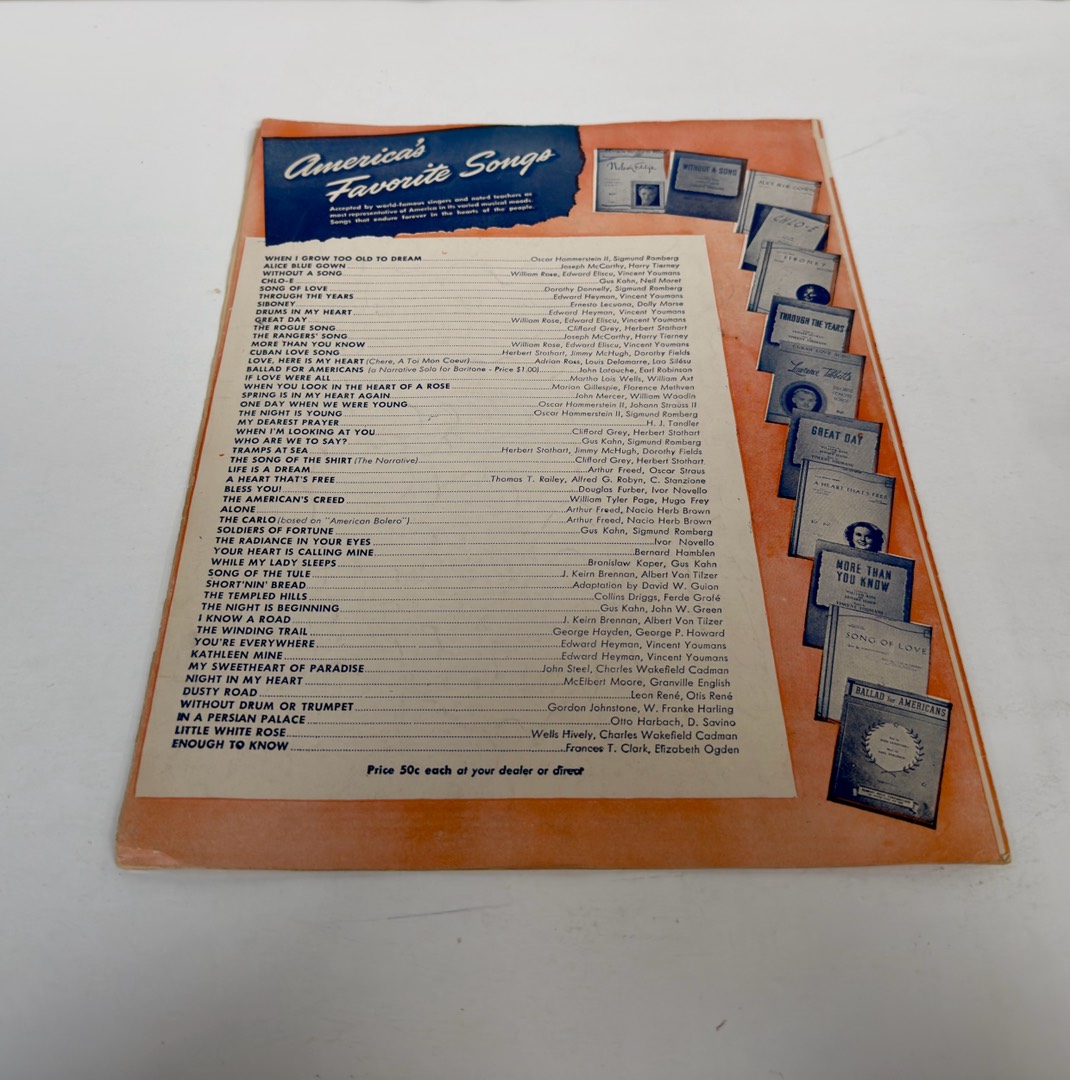 America's
Favorite Songs
Accepted by world-famous singers and noted teachers as
most representative of America in its varied musical moods.
Songs that endure forever in the hearts of the people.
WHEN I GROW TOO OLD TO DREAM Oscar Hammerstein II, Sigmund Romberg
ALICE BLUE GOWN Joseph McCarthy, Harry Tierney
WITHOUT A SONG William Rose, Edward Eliscu, Vincent Youmans
CHLO-E Gus Kahn, Neil Moret
SONG OF LOVE Dorothy Donnelly, Sigmund Romberg
THROUGH THE YEARS Edward Heyman, Vincent Youmans
SIBONEY Ernesto Lecuona, Dolly Morse
DRUMS IN MY HEART Edward Heyman, Vincent Youmans
GREAT DAY William Rose, Edward Eliscu, Vincent Youmans
THE ROGUE SONG Clifford Grey, Herbert Stothart
THE RANGERS' SONG Joseph McCarthy, Harry Tierney
MORE THAN YOU KNOW William Rose, Edward Eliscu, Vincent Youmans
CUBAN LOVE SONG Herbert Stothart, Jimmy McHugh, Dorothy Fields
LOVE, HERE IS MY HEART (Chere, A Toi Mon Coeur) Adrian Ross, Louis Delamarre, Lao Silésu
BALLAD FOR AMERICANS (a Narrative Solo for Baritone - Price $1.00) John Latouche, Earl Robinson
IF LOVE WERE ALL Martha Lois Wells, William Axt
WHEN YOU LOOK IN THE HEART OF A ROSE Marian Gillespie, Florence Methven
SPRING IS IN MY HEART AGAIN John Mercer, William Woodin
ONE DAY WHEN WE WERE YOUNG Oscar Hammerstein II, Johann Strauss II
THE NIGHT IS YOUNG Oscar Hammerstein II, Sigmund Romberg
MY DEAREST PRAYER H. J. Tandler
WHEN I'M LOOKING AT YOU Clifford Grey, Herbert Stothart
WHO ARE WE TO SAY? Gus Kahn, Sigmund Romberg
TRAMPS AT SEA Herbert Stothart, Jimmy McHugh, Dorothy Fields
THE SONG OF THE SHIRT (The Narrative) Clifford Grey, Herbert Stothart
LIFE IS A DREAM Arthur Freed, Oscar Straus
A HEART THAT'S FREE Thomas T. Railey, Alfred G. Robyn, C. Stanzione
BLESS YOU! Douglas Furber, Ivor Novello
THE AMERICAN'S CREED William Tyler Page, Hugo Frey
ALONE Arthur Freed, Nacio Herb Brown
THE CARLO (based on "American Bolero") Arthur Freed, Nacio Herb Brown
SOLDIERS OF FORTUNE Gus Kahn, Sigmund Romberg
THE RADIANCE IN YOUR EYES Ivor Novello
YOUR HEART IS CALLING MINE Bernard Hamblen
WHILE MY LADY SLEEPS Bronislaw Kaper, Gus Kahn
SONG OF THE TULE J. Keirn Brennan, Albert Von Tilzer
SHORT'NIN' BREAD Adaptation by David W. Guion
THE TEMPLED HILLS Collins Driggs, Ferde Grofé
THE NIGHT IS BEGINNING Gus Kahn, John W. Green
I KNOW A ROAD J. Keirn Brennan, Albert Von Tilzer
THE WINDING TRAIL George Hayden, George P. Howard
YOU'RE EVERYWHERE Edward Heyman, Vincent Youmans
KATHLEEN MINE Edward Heyman, Vincent Youmans
MY SWEETHEART OF PARADISE John Steel, Charles Wakefield Cadman
NIGHT IN MY HEART McElbert Moore, Granville English
DUSTY ROAD Leon René, Otis René
WITHOUT DRUM OR TRUMPET Gordon Johnstone, W. Franke Harling
IN A PERSIAN PALACE Otto Harbach, D. Savino
LITTLE WHITE ROSE Wells Hively, Charles Wakefield Cadman
ENOUGH TO KNOW Frances T. Clark, Elizabeth Ogden
Price 50c each at your dealer or direct
WITHOUT A SONG
CHLO-E
SIBONEY
THROUGH THE YEARS
CUBAN LOVE SONG
Lawrence Tibbett's
GREAT DAY
A HEART THAT'S FREE
MORE THAN
YOU KNOW
SONG OF LOVE
BALLAD for AMERICANS